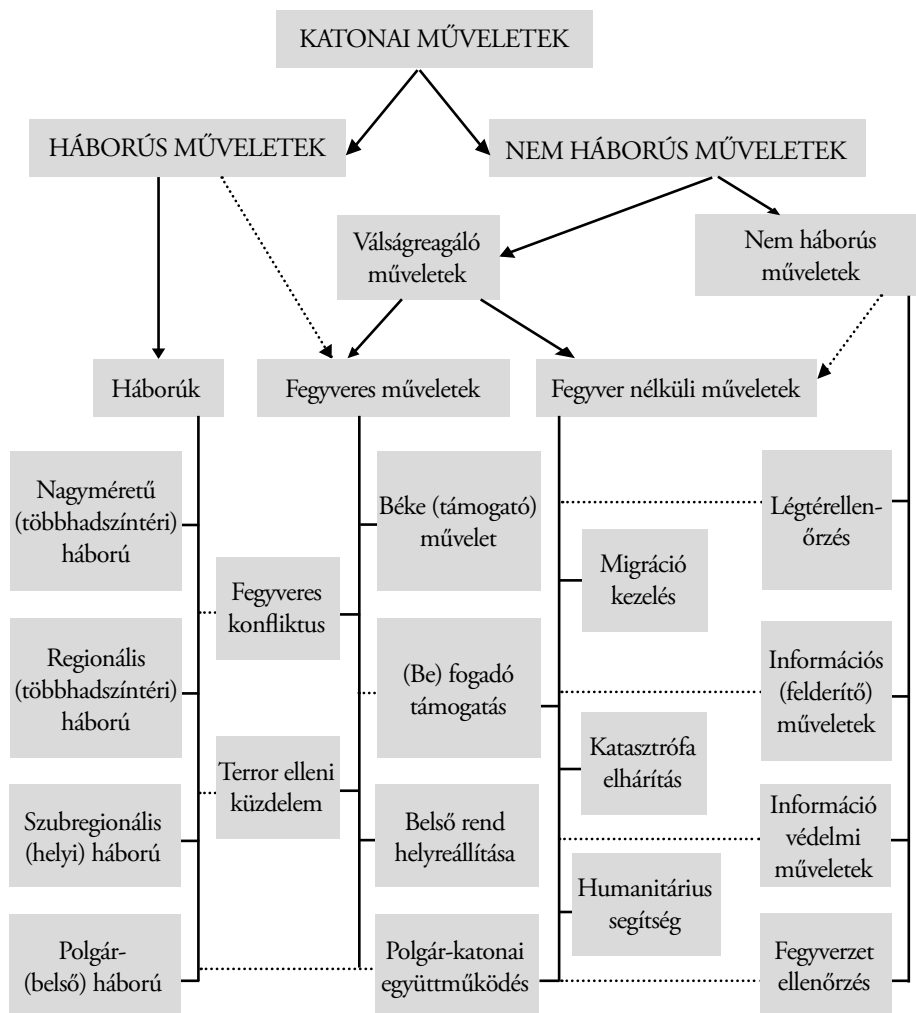 KATONAI MŰVELETEK
HÁBORÚS MŰVELETEK
NEM HÁBORÚS MŰVELETEK
Válságreagáló
műveletek
Nem háborús
műveletek
Háborúk
Fegyveres műveletek
Fegyver nélküli műveletek
Nagyméretű
(többhadszíntéri)
háború
Regionális
(többhadszíntéri)
háború
Szubregionális
(helyi) háború
Polgár-
(belső) háború
Fegyveres
konfliktus
Terror elleni
küzdelem
Béke (támogató)
művelet
(Be) fogadó
támogatás
Belső rend
helyreállítása
Polgár-katonai
együttműködés
Migráció
kezelés
Katasztrófa
elhárítás
Humanitárius
segítség
Légtérellen-
őrzés
Információs
(felderítő)
műveletek
Információ
védelmi
műveletek
Fegyverzet
ellenőrzés